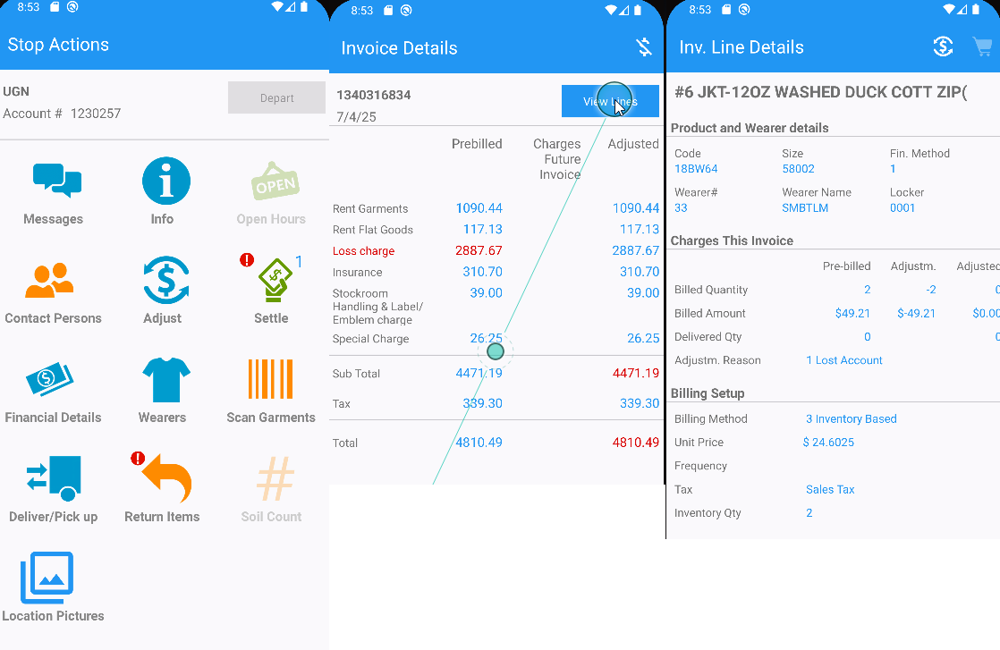 8:53
Stop Actions
UGN
Depart
Account # 1230257
Messages
Info
OPEN
Open Hours
Contact Persons
Adjust
1
Settle
Financial Details
Wearers
Scan Garments
Deliver/Pick up
Return Items
#
Soil Count
Location Pictures
8:53
Invoice Details
1340316834
View Lines
7/4/25
Prebilled Charges Adjusted
Future
Invoice
Rent Garments 1090.44 1090.44
Rent Flat Goods 117.13 117.13
Loss charge 2887.67 2887.67
Insurance 310.70 310.70
Stockroom 39.00 39.00
Handling & Label/
Emblem charge
Special Charge 26.25 26.25
Sub Total 4471.19 4471.19
Tax 339.30 339.30
Total 4810.49 4810.49
8:53
Inv. Line Details
#6 JKT-12OZ WASHED DUCK COTT ZIP(
Product and Wearer details
Code Size Fin. Method
18BW64 58002 1
Wearer# Wearer Name Locker
33 SMBTLM 0001
Charges This Invoice
Pre-billed Adjustm. Adjusted
Billed Quantity 2 -2 0
Billed Amount $49.21 $-49.21 $0.00
Delivered Qty 0 0
Adjustm. Reason 1 Lost Account
Billing Setup
Billing Method 3 Inventory Based
Unit Price $ 24.6025
Frequency
Tax Sales Tax
Inventory Qty 2